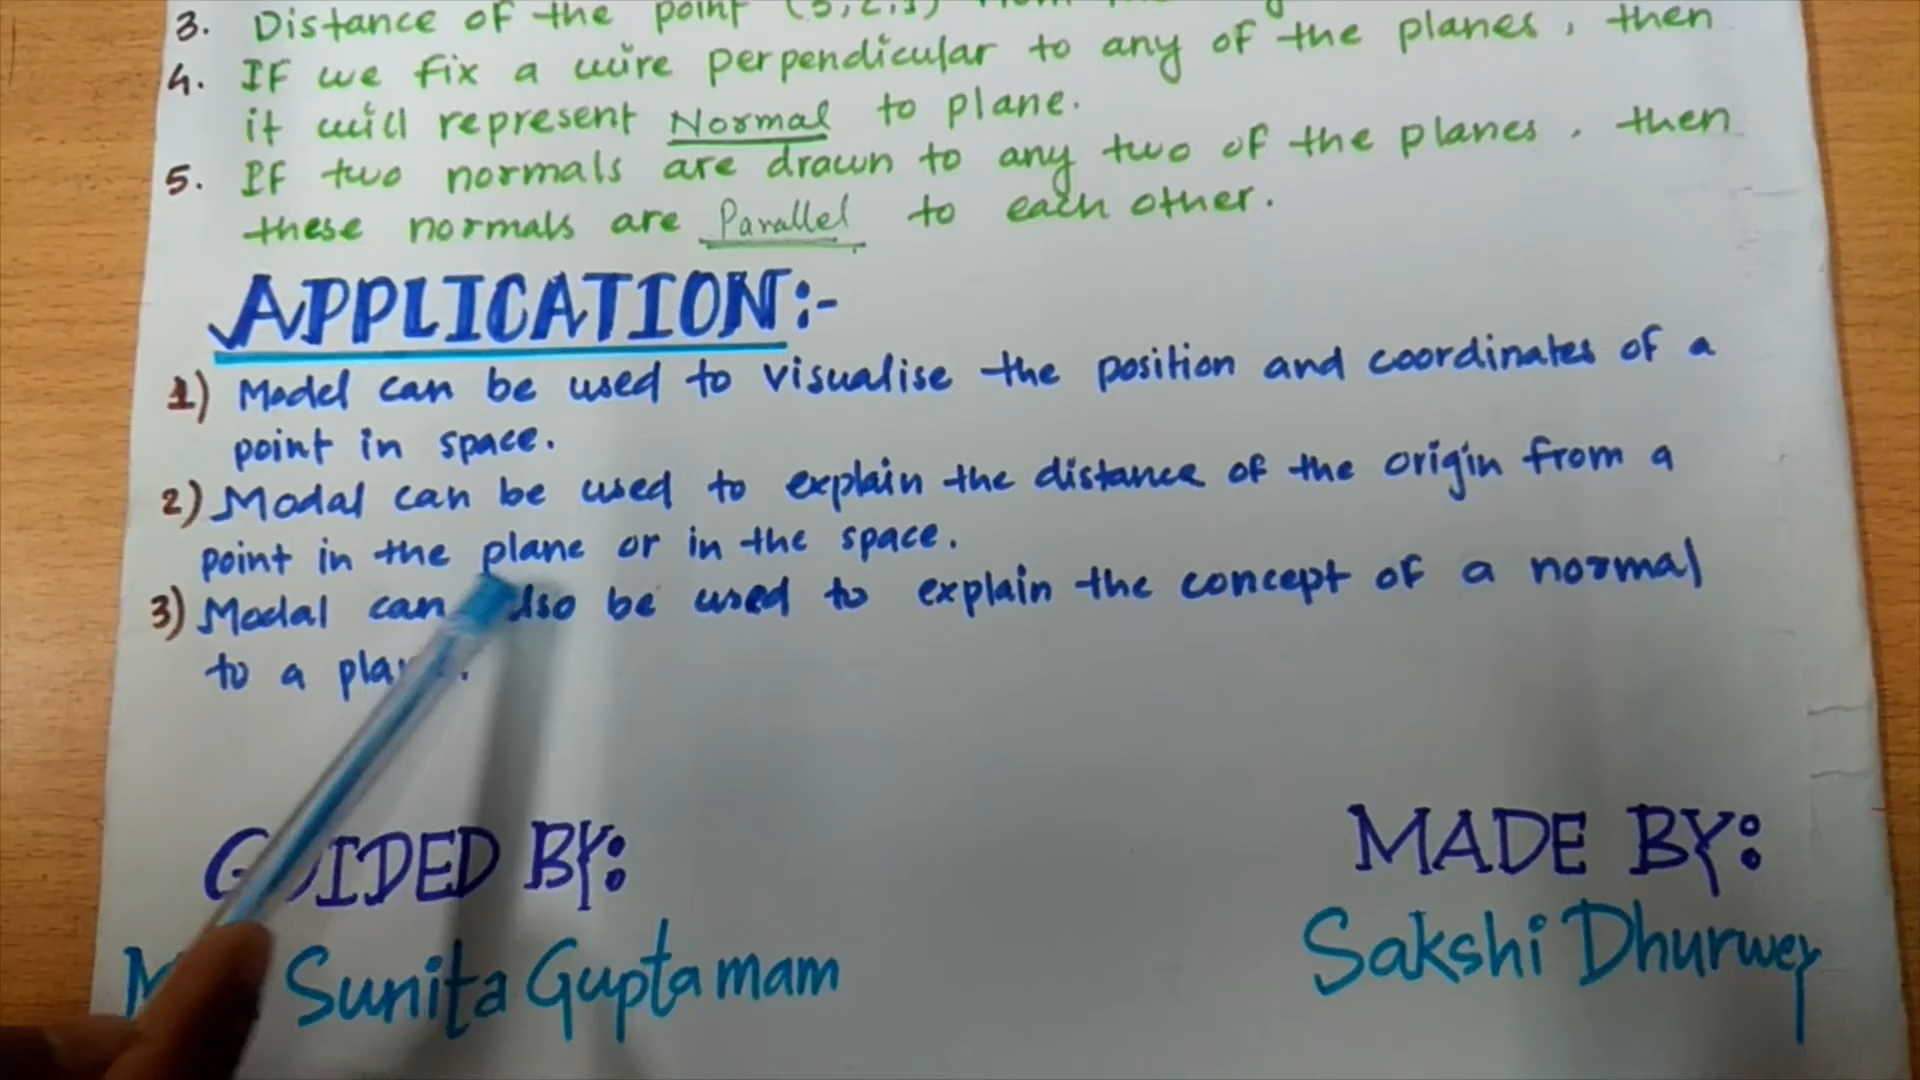 3. Distance of the point
4. IF we fix a wire perpendicular to any of the planes, then
it will represent Normal to plane.
5. IF two normals are drawn to any two of the planes, then
these normals are Parallel to each other.
APPLICATION:-
1) Model can be used to visualise the position and coordinates of a
point in space.
2) Modal can be used to explain the distance of the origin from a
point in the plane or in the space.
3) Modal can also be used to explain the concept of a normal
to a
GUIDED BY:
MADE BY:
Sunita Gupta mam
Sakshi Dhurwey